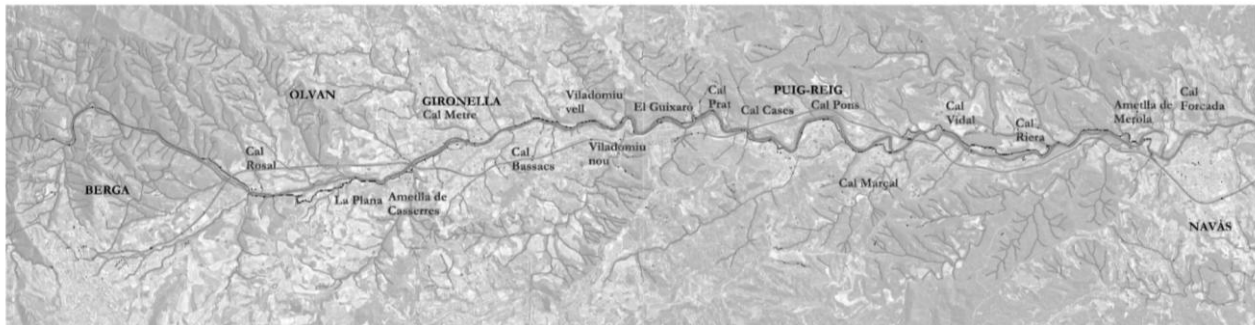 BERGA
Cal
Rosal
OLVAN
La Plana
Ametlla de
Casserres
GIRONELLA
Cal Metre
Cal
Bassacs
Viladomiu
vell
Viladomiu
nou
El Guixaró
Cal
Prat
Cal Cases
PUIG-REIG
Cal Pons
Cal Marçal
Cal
Vidal
Cal
Riera
Ametlla de
Merola
Cal
Forcada
NAVÀS